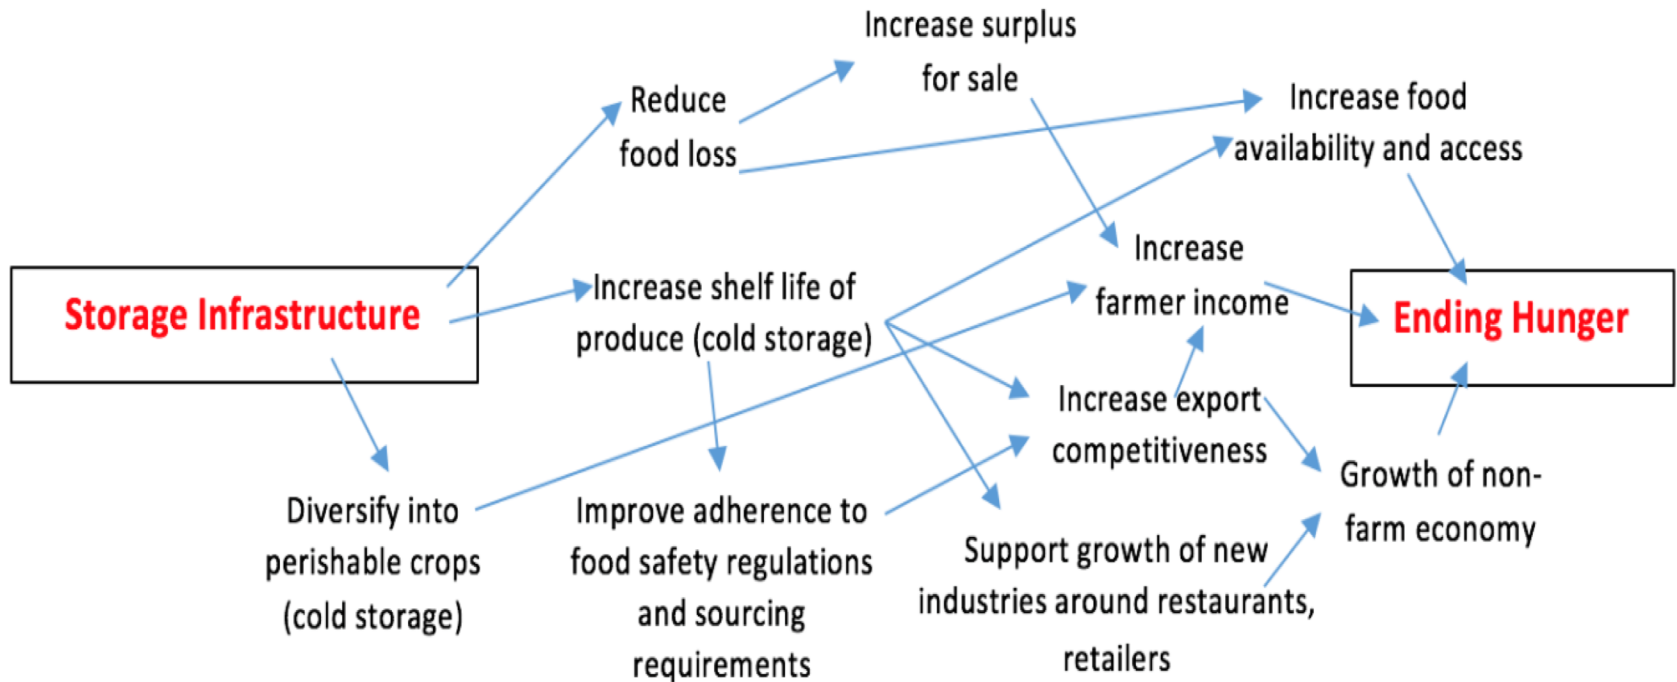 Increase surplus
for sale
Reduce
food loss
Increase food
availability and access
Storage Infrastructure
Increase shelf life of
produce (cold storage)
Increase
farmer income
Ending Hunger
Increase export
competitiveness
Diversify into
perishable crops
(cold storage)
Improve adherence to
food safety regulations
and sourcing
requirements
Support growth of new
industries around restaurants,
retailers
Growth of non-
farm economy